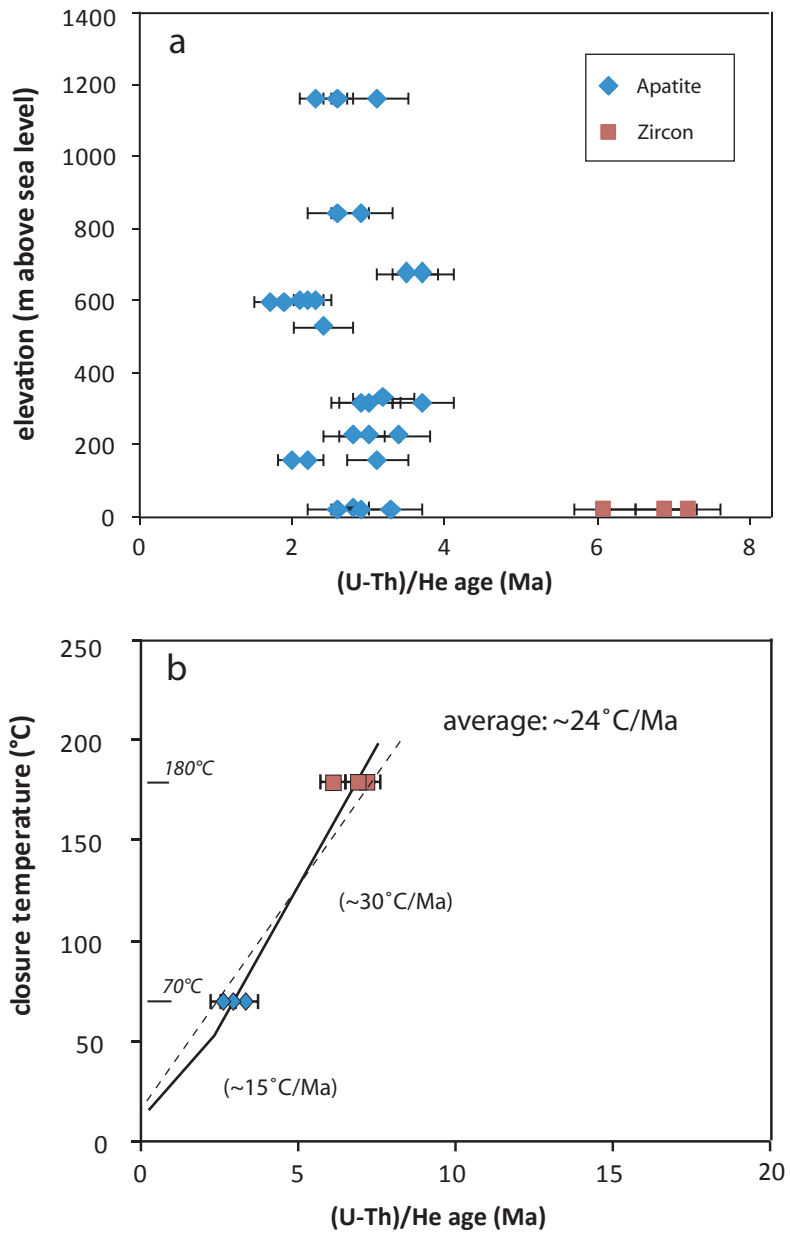 1400
a
1200
Apatite
Zircon
1000
800
600
400
200
0
elevation (m above sea level)
0 2 4 6 8
(U-Th)/He age (Ma)
250
b
average: ~24˚C/Ma
200
180°C
150
(~30˚C/Ma)
100
70°C
50
(~15˚C/Ma)
0
closure temperature (°C)
0 5 10 15 20
(U-Th)/He age (Ma)